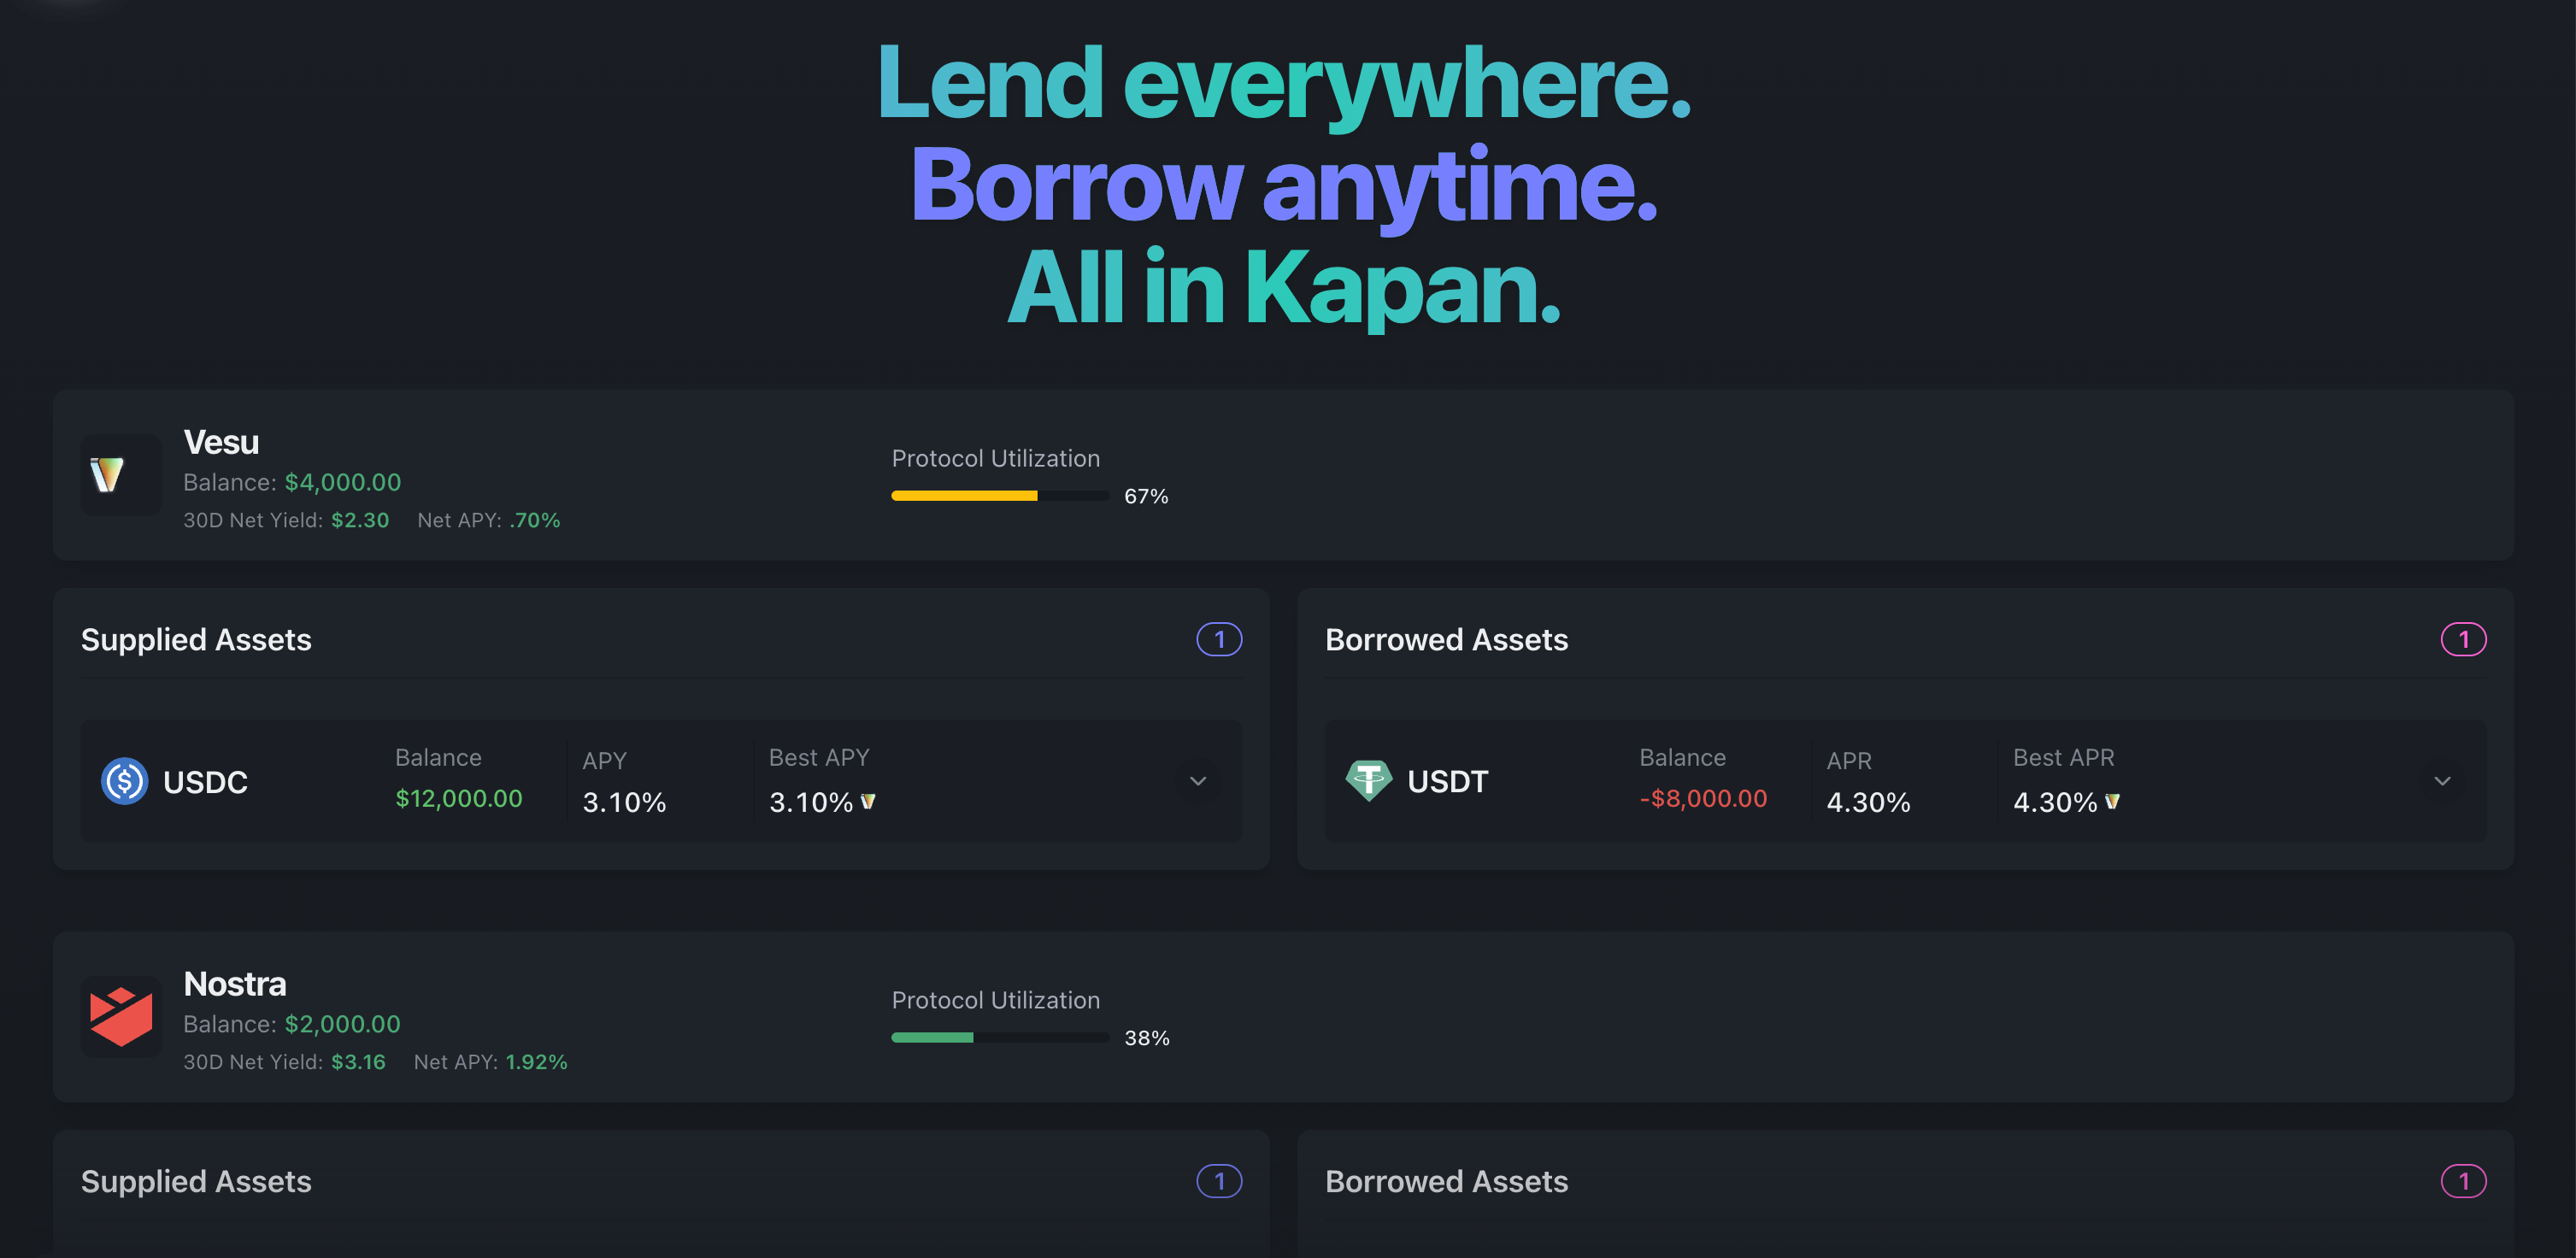 Lend everywhere.
Borrow anytime.
All in Kapan.
Vesu
Balance: $4,000.00
30D Net Yield: $2.30 Net APY: .70%
Protocol Utilization
67%
Supplied Assets 1
USDC
Balance APY Best APY
$12,000.00 3.10% 3.10%
Borrowed Assets 1
USDT
Balance APR Best APR
-$8,000.00 4.30% 4.30%
Nostra
Balance: $2,000.00
30D Net Yield: $3.16 Net APY: 1.92%
Protocol Utilization
38%
Supplied Assets 1
Borrowed Assets 1